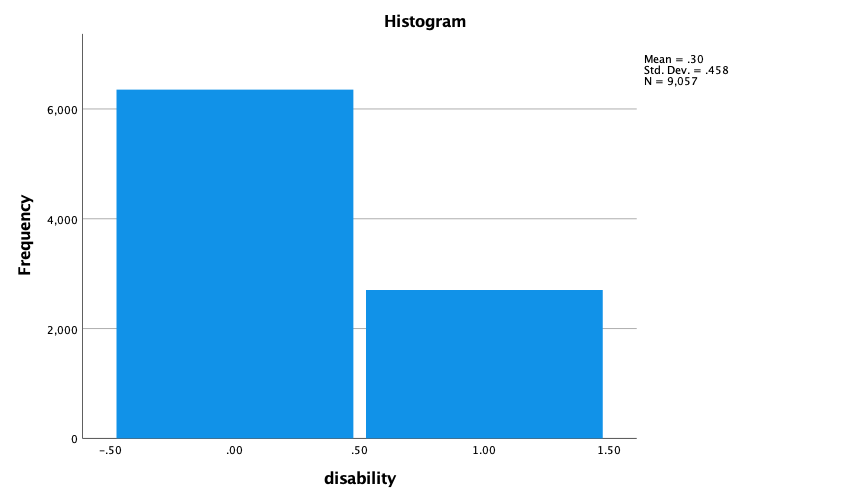 Histogram
Mean = .30
Std. Dev. = .458
N = 9,057
Frequency
6,000
4,000
2,000
0
-.50 .00 .50 1.00 1.50
disability